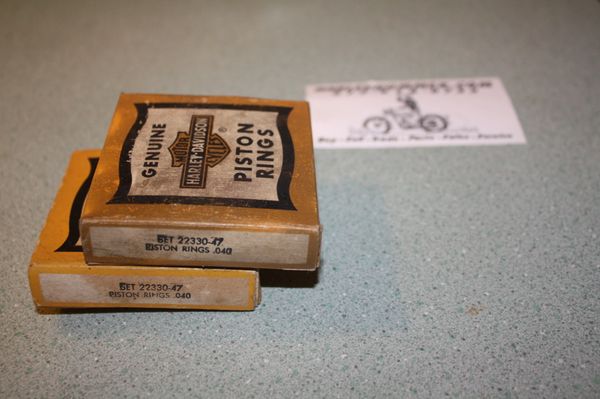 GENUINE
HARLEY-DAVIDSON
®
PISTON
RINGS
SET 22330-47
PISTON RINGS .040
SET 22330-47
PISTON RINGS .040